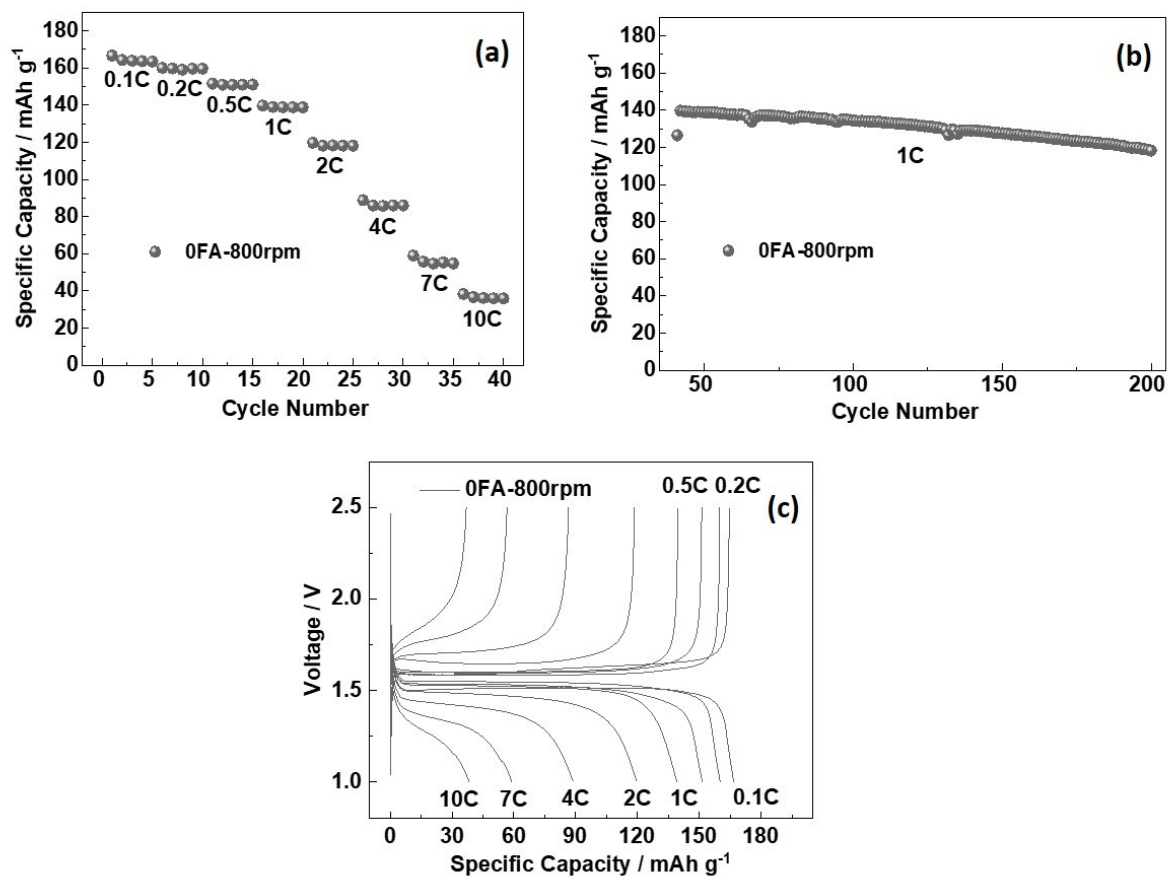 (a)
Specific Capacity / mAh g⁻¹
180
160
140
120
100
80
60
40
20
0
0.1C
0.2C
0.5C
1C
2C
4C
7C
10C
0FA-800rpm
0 5 10 15 20 25 30 35 40
Cycle Number
(b)
Specific Capacity / mAh g⁻¹
180
160
140
120
100
80
60
40
20
0
1C
0FA-800rpm
50 100 150 200
Cycle Number
(c)
0FA-800rpm
0.5C 0.2C
Voltage / V
2.5
2.0
1.5
1.0
10C 7C 4C 2C 1C 0.1C
0 30 60 90 120 150 180
Specific Capacity / mAh g⁻¹